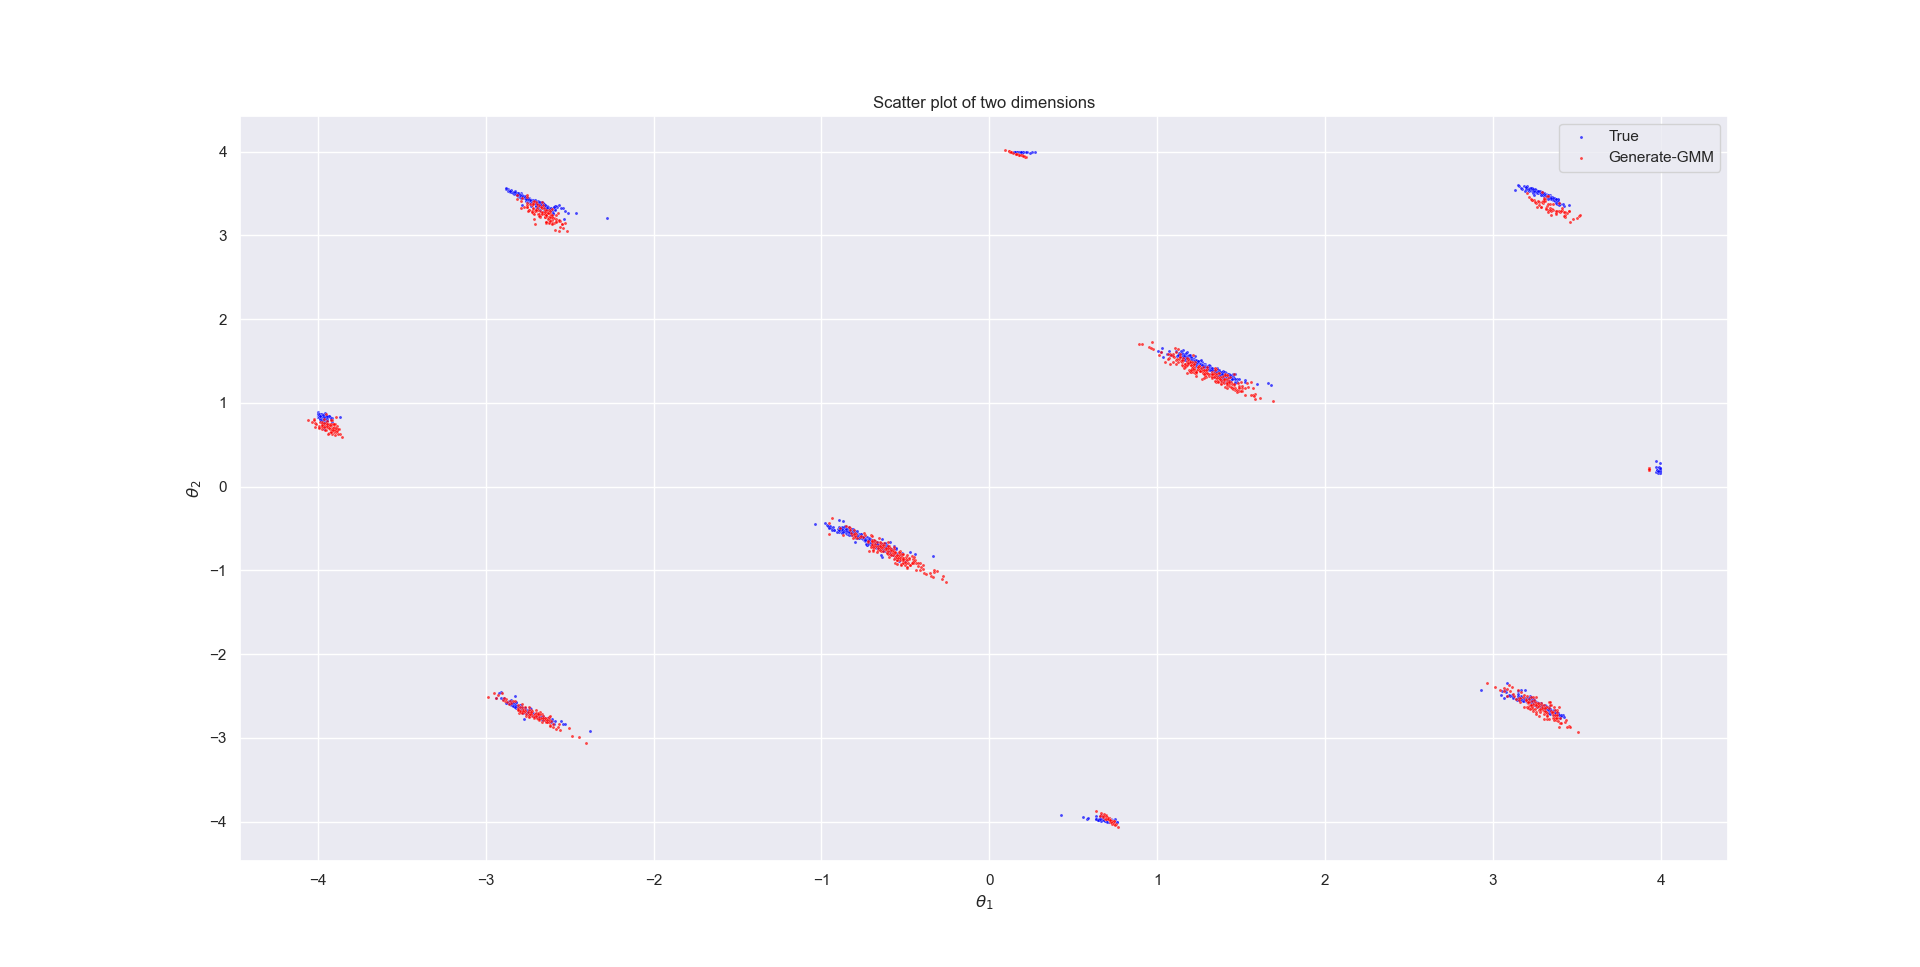 Scatter plot of two dimensions
True
Generate-GMM
4
3
2
1
0
−1
−2
−3
−4
θ2
−4 −3 −2 −1 0 1 2 3 4
θ1